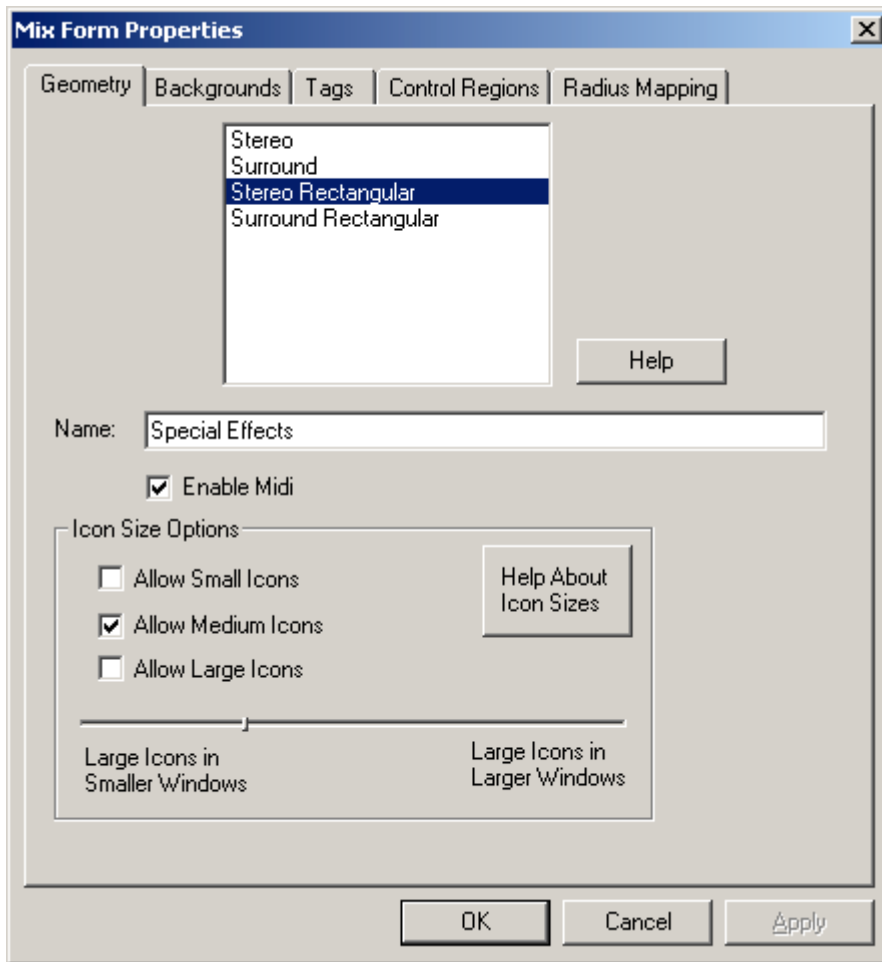 Mix Form Properties
Geometry Backgrounds Tags Control Regions Radius Mapping
Stereo
Surround
Stereo Rectangular
Surround Rectangular
Help
Name: Special Effects
Enable Midi
Icon Size Options
Allow Small Icons
Allow Medium Icons
Allow Large Icons
Help About
Icon Sizes
Large Icons in
Smaller Windows
Large Icons in
Larger Windows
OK Cancel Apply